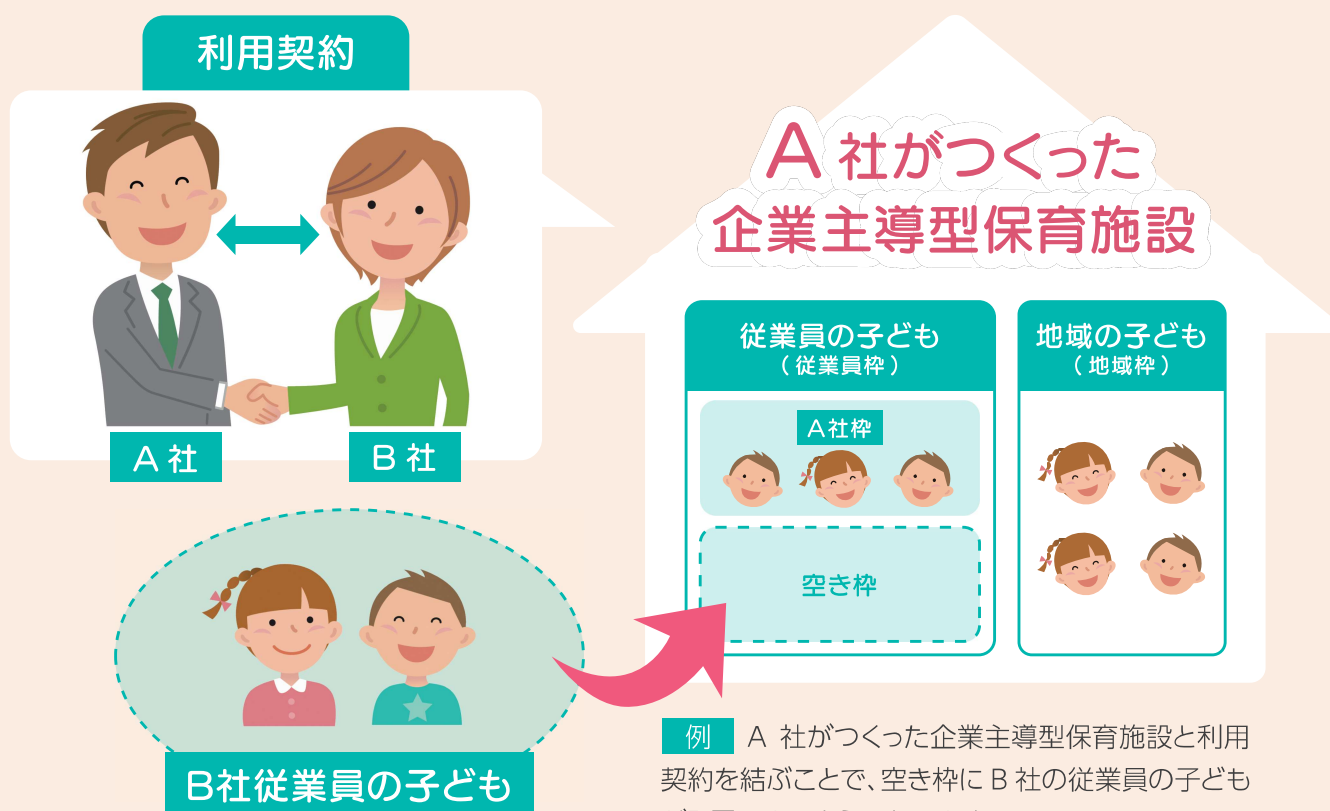 利用契約
A 社
B 社
A 社がつくった
企業主導型保育施設
従業員の子ども
（従業員枠）
A社枠
空き枠
地域の子ども
（地域枠）
B社従業員の子ども
例 A 社がつくった企業主導型保育施設と利用
契約を結ぶことで、空き枠に B 社の従業員の子ども